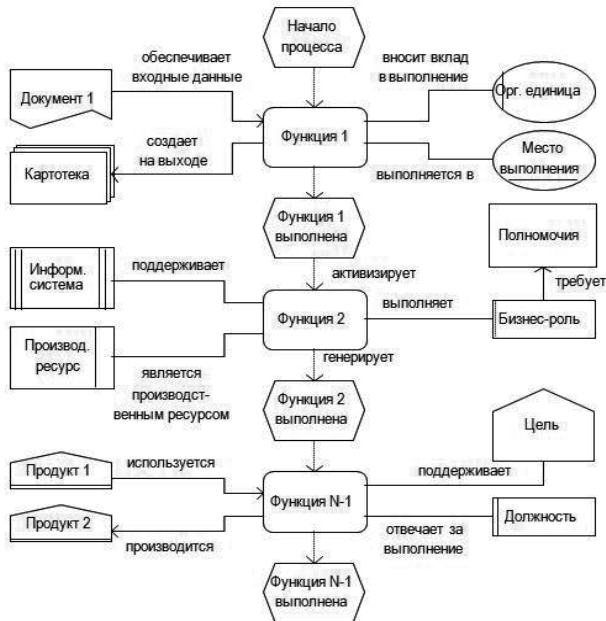 Начало
процесса
обеспечивает
входные данные
вносит вклад
в выполнение
Документ 1
Орг. единица
Функция 1
создает
на выходе
Картотека
Место
выполнения
выполняется в
Функция 1
выполнена
Полномочия
Информ.
система
поддерживает
активизирует
требует
Функция 2
выполняет
Бизнес-роль
Производ.
ресурс
генерирует
является
производст-
венным ресурсом
Функция 2
выполнена
Цель
Продукт 1
используется
поддерживает
Функция N-1
Продукт 2
производится
отвечает за
выполнение
Должность
Функция N-1
выполнена